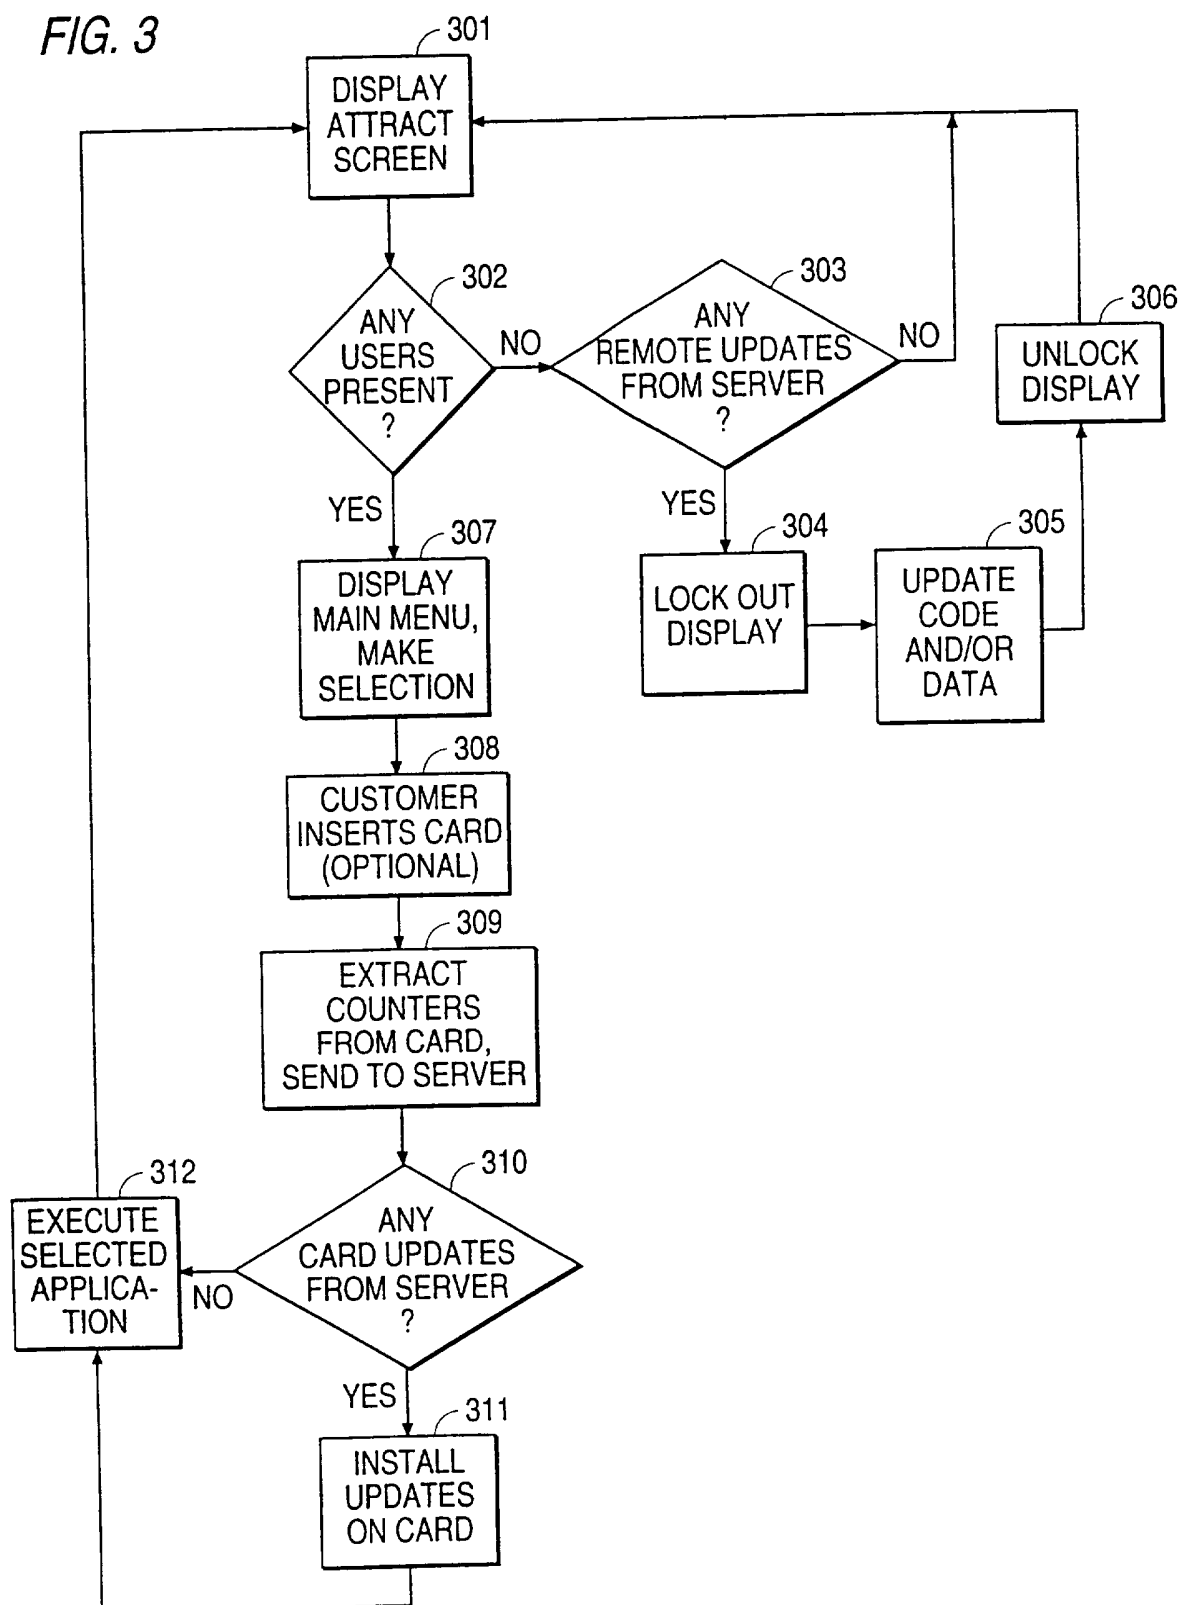 FIG. 3
301
DISPLAY
ATTRACT
SCREEN
302
ANY
USERS
PRESENT
?
NO
303
ANY
REMOTE UPDATES
FROM SERVER
?
NO
306
UNLOCK
DISPLAY
YES
YES
304
LOCK OUT
DISPLAY
305
UPDATE
CODE
AND/OR
DATA
307
DISPLAY
MAIN MENU,
MAKE
SELECTION
308
CUSTOMER
INSERTS CARD
(OPTIONAL)
309
EXTRACT
COUNTERS
FROM CARD,
SEND TO SERVER
310
ANY
CARD UPDATES
FROM SERVER
?
NO
312
EXECUTE
SELECTED
APPLICA-
TION
YES
311
INSTALL
UPDATES
ON CARD